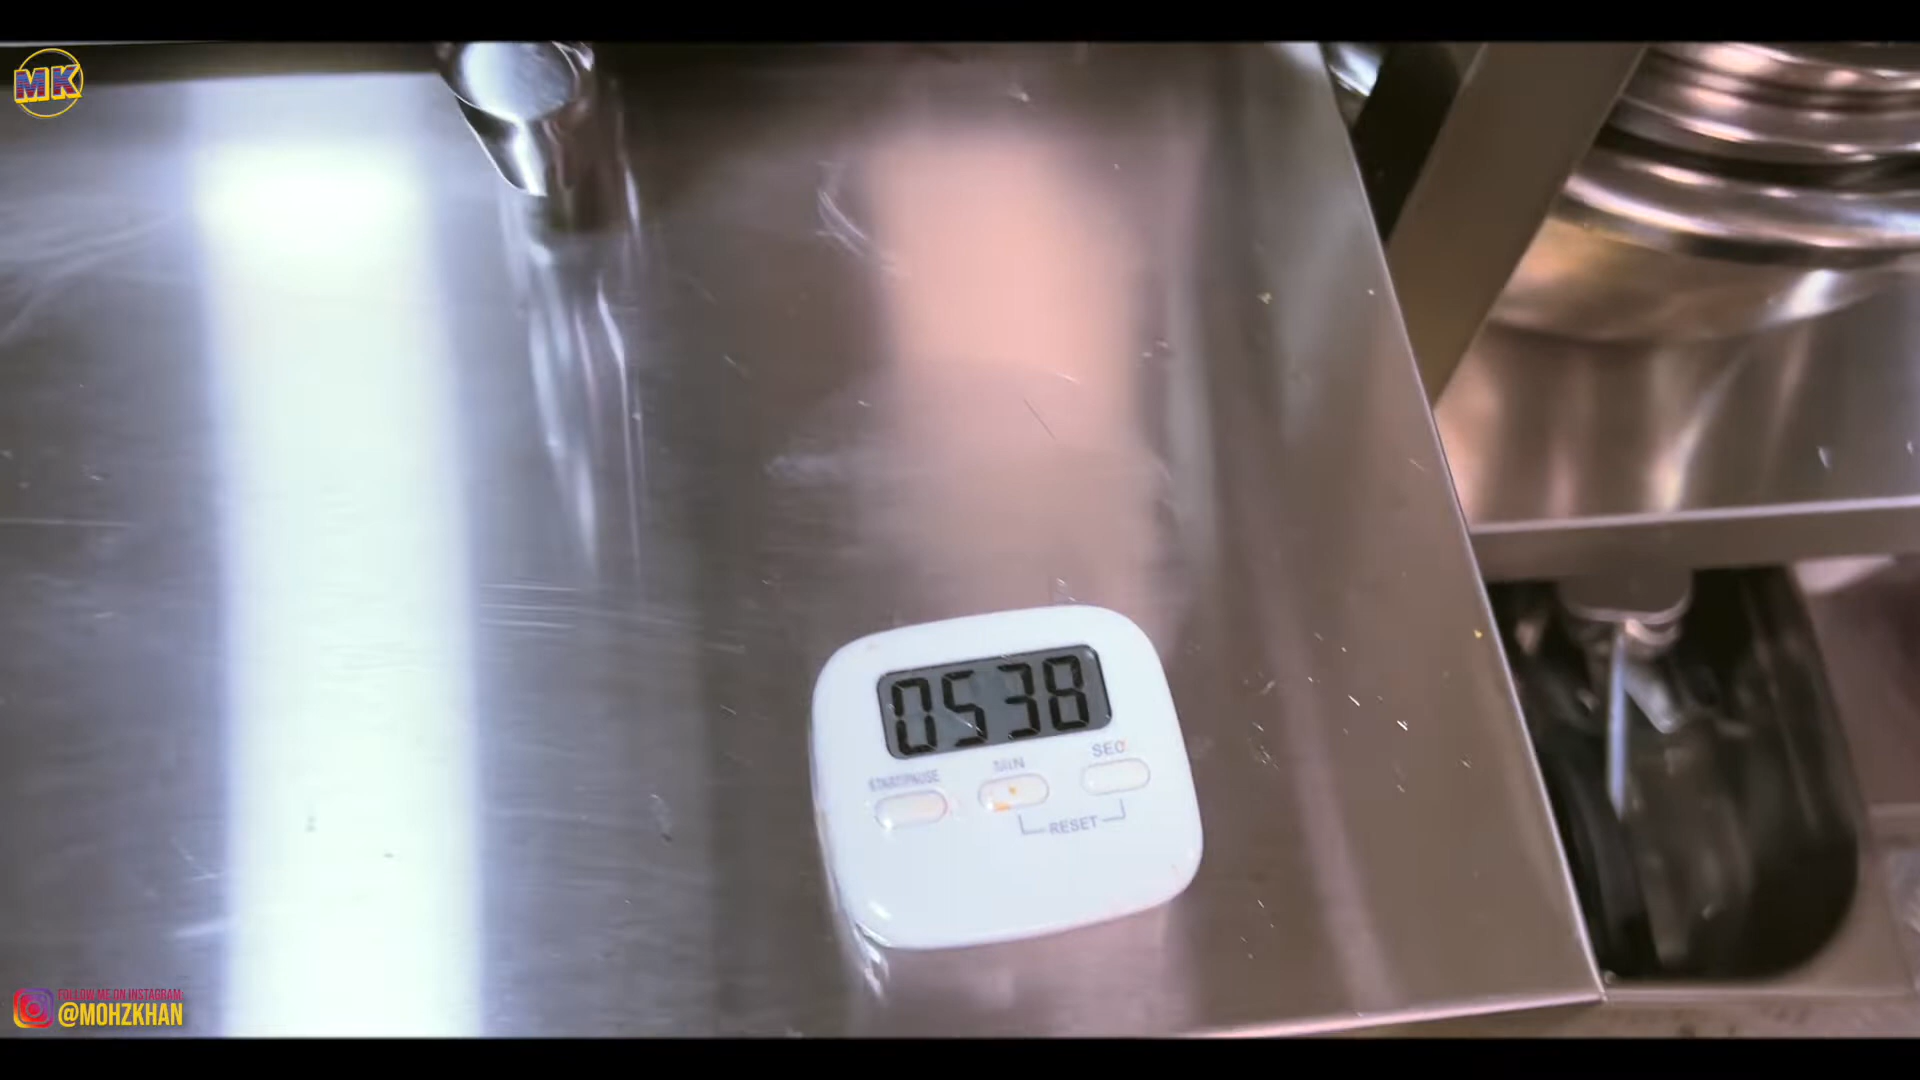 MK
0538
START/PAUSE
MIN
SEC
RESET
FOLLOW ME ON INSTAGRAM:
@MOHZKHAN